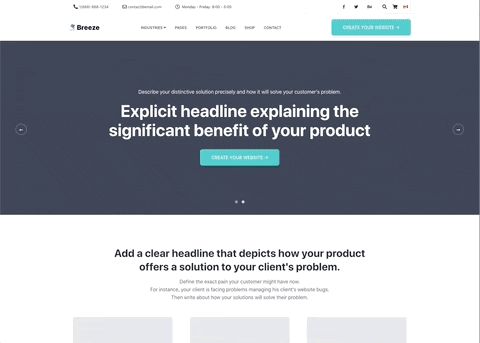 1(999) 888-1234 contact@email.com Monday - Friday: 9:00 - 5:05
Breeze INDUSTRIES PAGES PORTFOLIO BLOG SHOP CONTACT CREATE YOUR WEBSITE →
Describe your distinctive solution precisely and how it will solve your customer's problem.
Explicit headline explaining the
significant benefit of your product
CREATE YOUR WEBSITE →
Add a clear headline that depicts how your product
offers a solution to your client's problem.
Define the exact pain your customer might have now.
For instance, your client is facing problems managing his client's website bugs.
Then write about how your solutions will solve their problem.